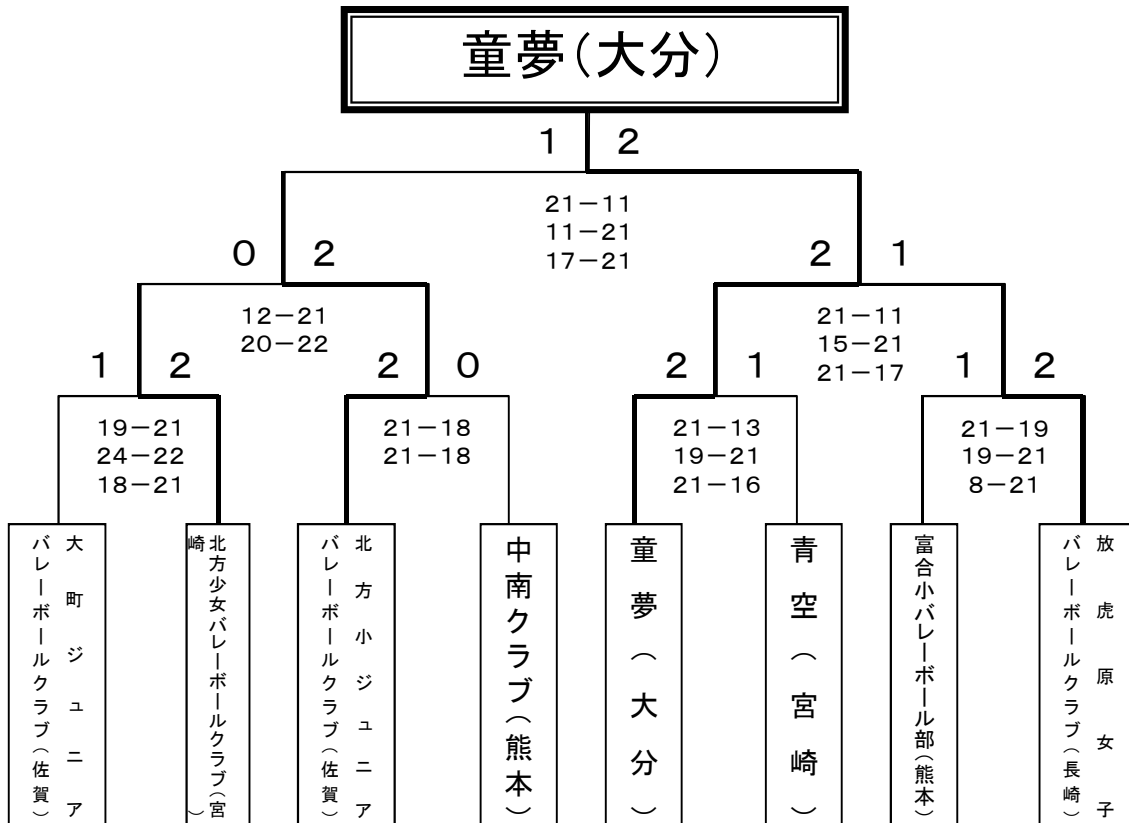 童夢(大分)
1 2
21-11
11-21
17-21
0 2
2 1
12-21
20-22
21-11
15-21
21-17
1 2
2 0
2 1
1 2
19-21
24-22
18-21
21-18
21-18
21-13
19-21
21-16
21-19
19-21
8-21
大町ジュニア
バレーボールクラブ(佐賀)
北方少女バレーボールクラブ(宮
崎)
北方小ジュニア
バレーボールクラブ(佐賀)
中南クラブ(熊本)
童夢(大分)
青空(宮崎)
富合小バレーボール部(熊本)
放虎原女子
バレーボールクラブ(長崎)